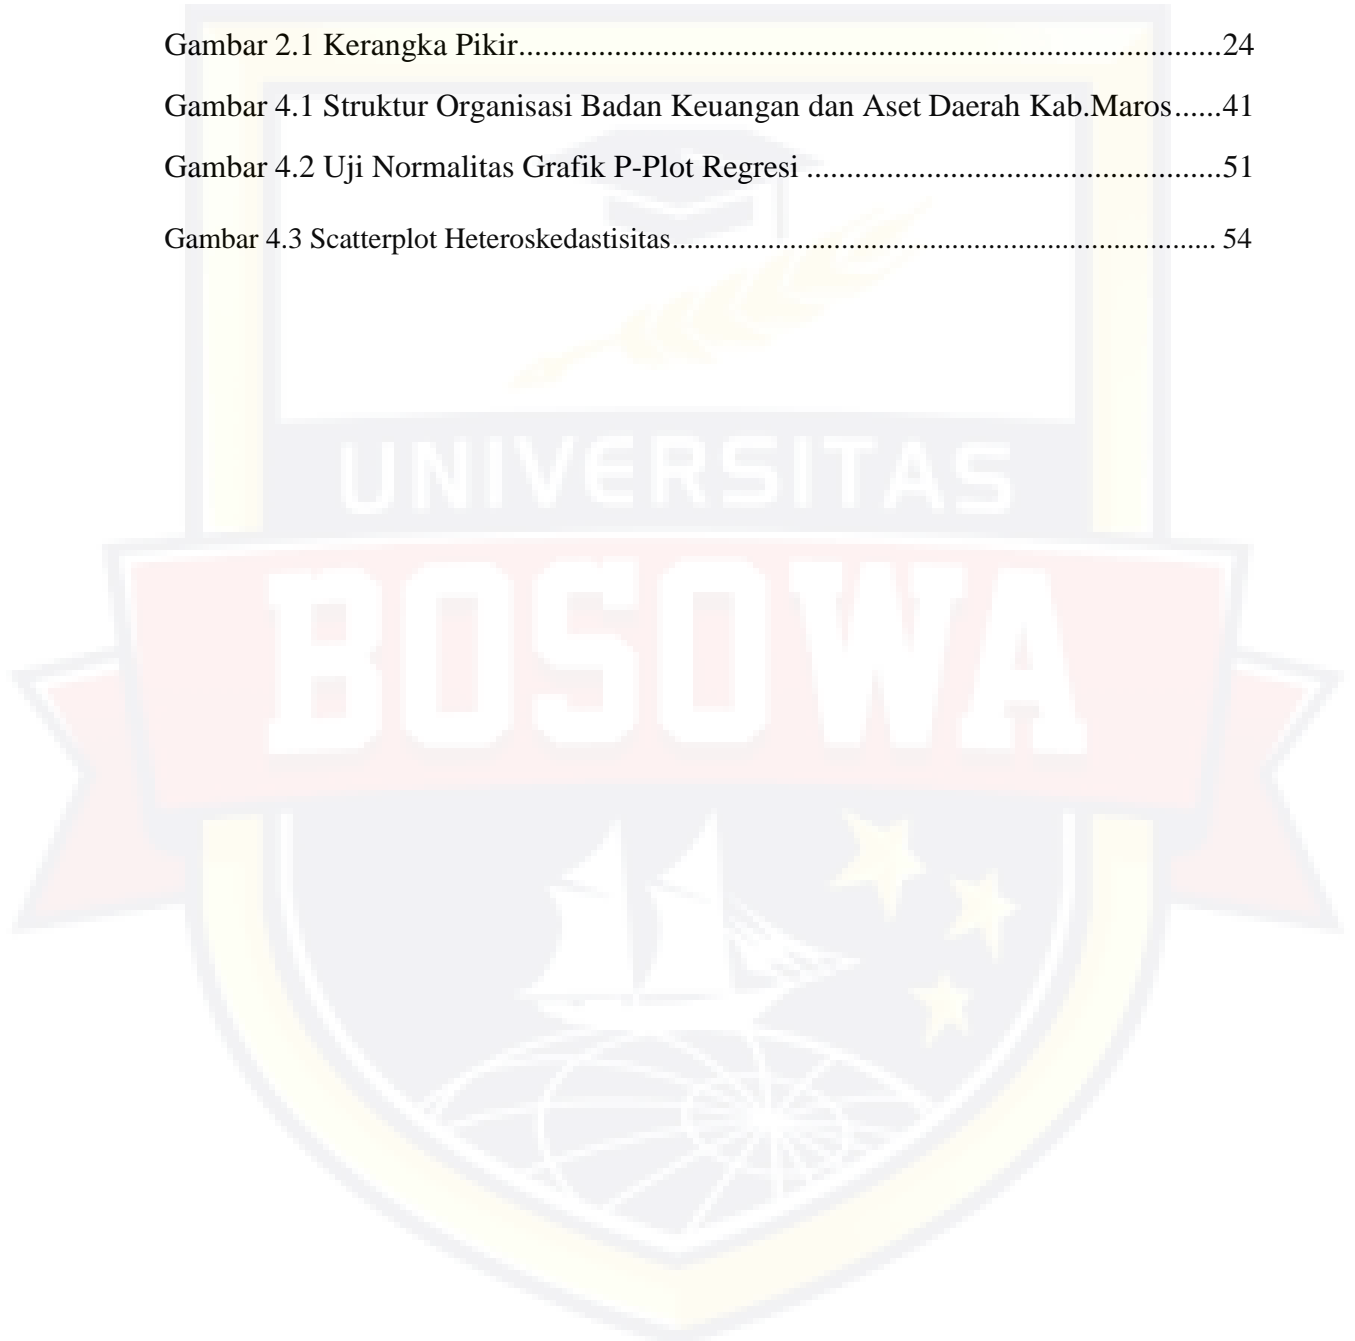 Gambar 2.1 Kerangka Pikir.......................................................................................24
Gambar 4.1 Struktur Organisasi Badan Keuangan dan Aset Daerah Kab.Maros......41
Gambar 4.2 Uji Normalitas Grafik P-Plot Regresi ...................................................51
Gambar 4.3 Scatterplot Heteroskedastisitas.......................................................................... 54
UNIVERSITAS
BOSOWA